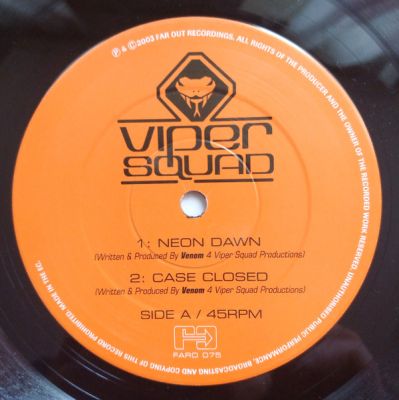 ℗ & ©2003 FAR OUT RECORDINGS. ALL RIGHTS OF THE PRODUCER AND THE OWNER OF THE RECORDED WORK RESERVED. UNAUTHORISED PUBLIC PERFORMANCE, BROADCASTING AND COPYING OF THIS RECORD PROHIBITED. MADE IN THE EC.
VIPER
SQUAD
1: NEON DAWN
(Written & Produced By Venom 4 Viper Squad Productions)
2: CASE CLOSED
(Written & Produced By Venom 4 Viper Squad Productions)
SIDE A / 45RPM
FARO 075